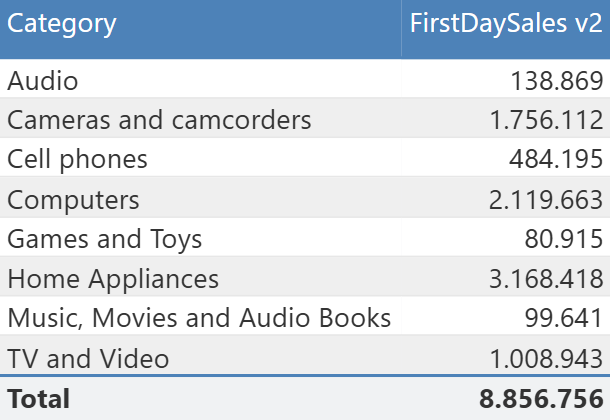 Category FirstDaySales v2
Audio 138.869
Cameras and camcorders 1.756.112
Cell phones 484.195
Computers 2.119.663
Games and Toys 80.915
Home Appliances 3.168.418
Music, Movies and Audio Books 99.641
TV and Video 1.008.943
Total 8.856.756